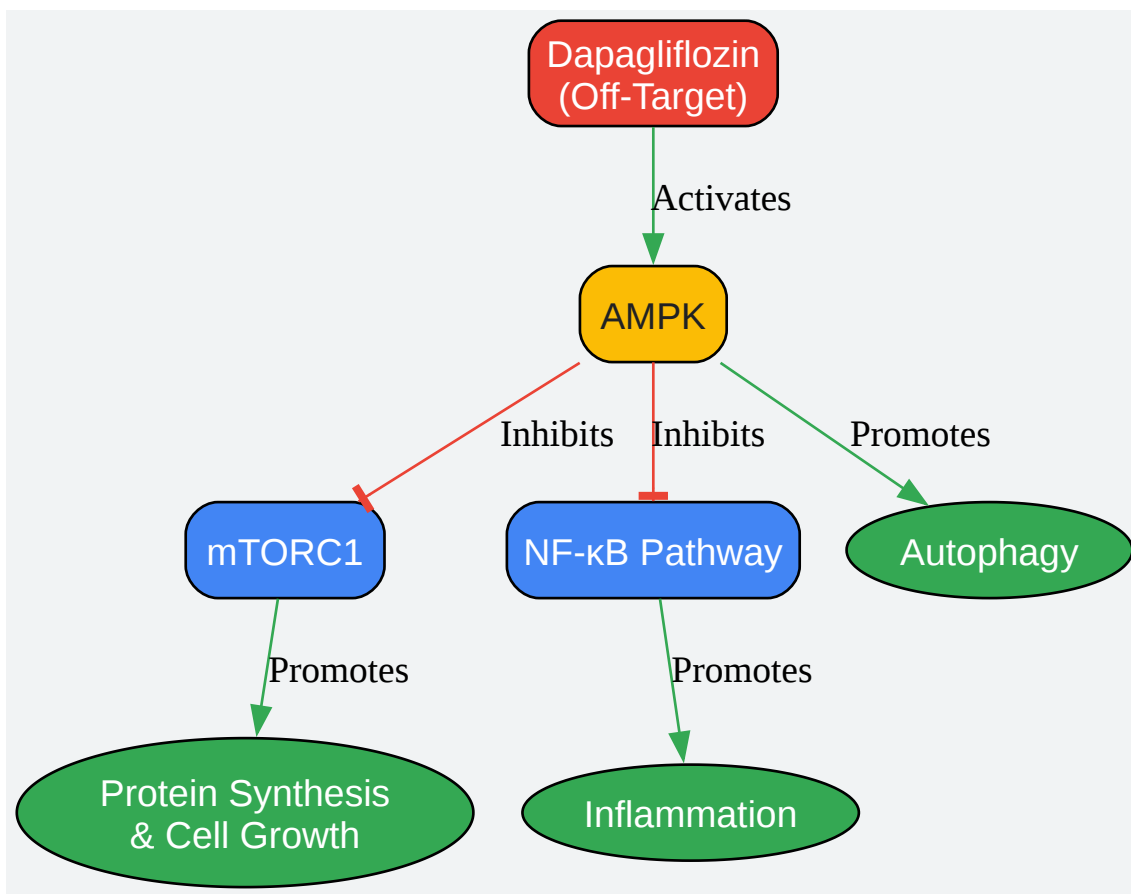 Dapagliflozin
(Off-Target)
Activates
AMPK
Inhibits
Inhibits
Promotes
mTORC1
NF-κB Pathway
Autophagy
Promotes
Promotes
Protein Synthesis
& Cell Growth
Inflammation